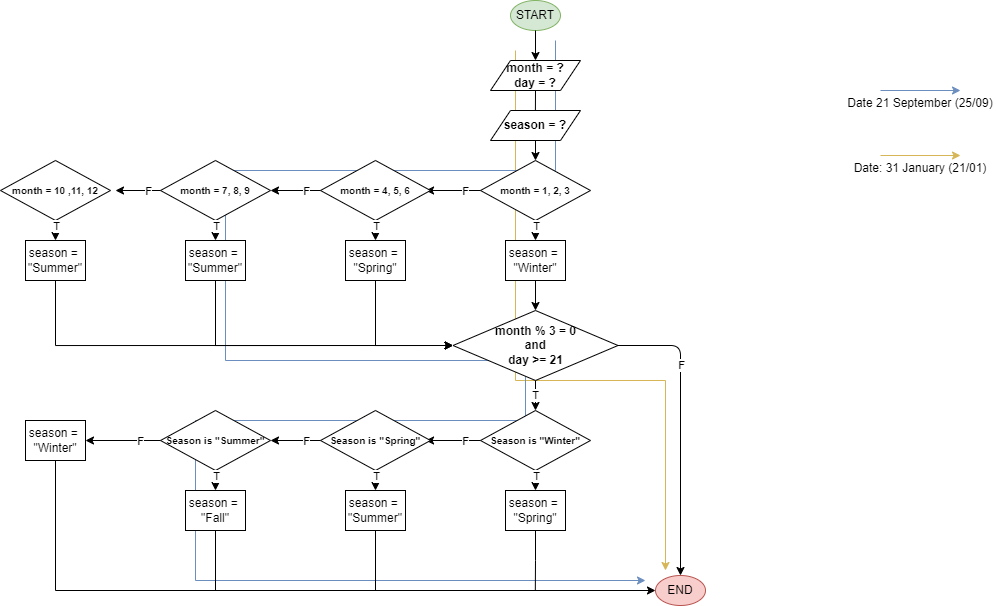 START
month = ?
day = ?
season = ?
Date 21 September (25/09)
Date: 31 January (21/01)
month = 10 ,11, 12
F
month = 7, 8, 9
F
month = 4, 5, 6
F
month = 1, 2, 3
T
T
T
T
season =
"Summer"
season =
"Summer"
season =
"Spring"
season =
"Winter"
month % 3 = 0
and
day >= 21
F
T
season =
"Winter"
F
Season is "Summer"
F
Season is "Spring"
F
Season is "Winter"
T
T
T
season =
"Fall"
season =
"Summer"
season =
"Spring"
END